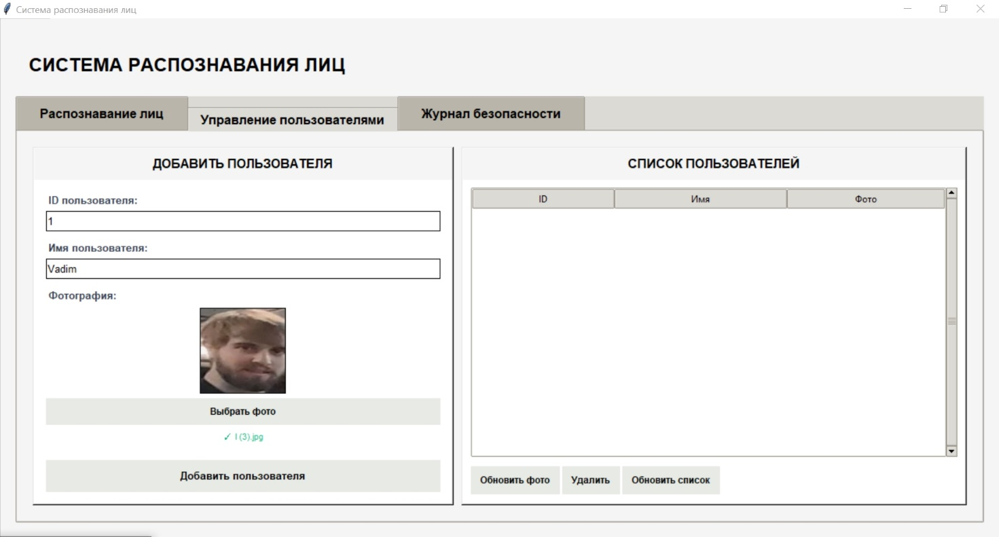 Система распознавания лиц
СИСТЕМА РАСПОЗНАВАНИЯ ЛИЦ
Распознавание лиц
Управление пользователями
Журнал безопасности
ДОБАВИТЬ ПОЛЬЗОВАТЕЛЯ
ID пользователя:
1
Имя пользователя:
Vadim
Фотография:
Выбрать фото
✓ I (3).jpg
Добавить пользователя
СПИСОК ПОЛЬЗОВАТЕЛЕЙ
ID Имя Фото
Обновить фото Удалить Обновить список